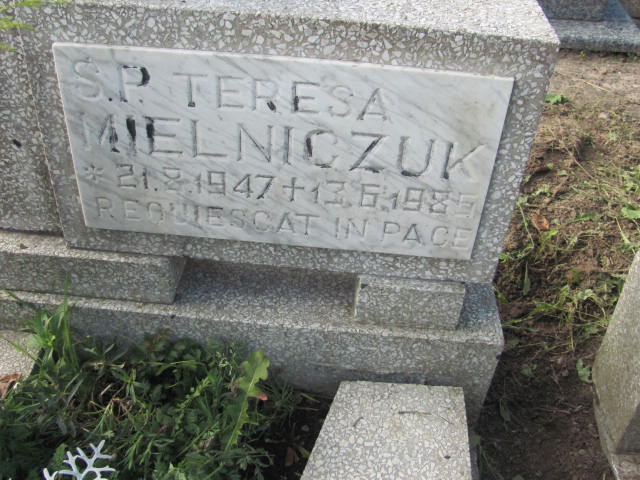 S.P. TERESA
MIELNICZUK
* 21.2.1947 + 13.6.1985
REQUIESCAT IN PACE